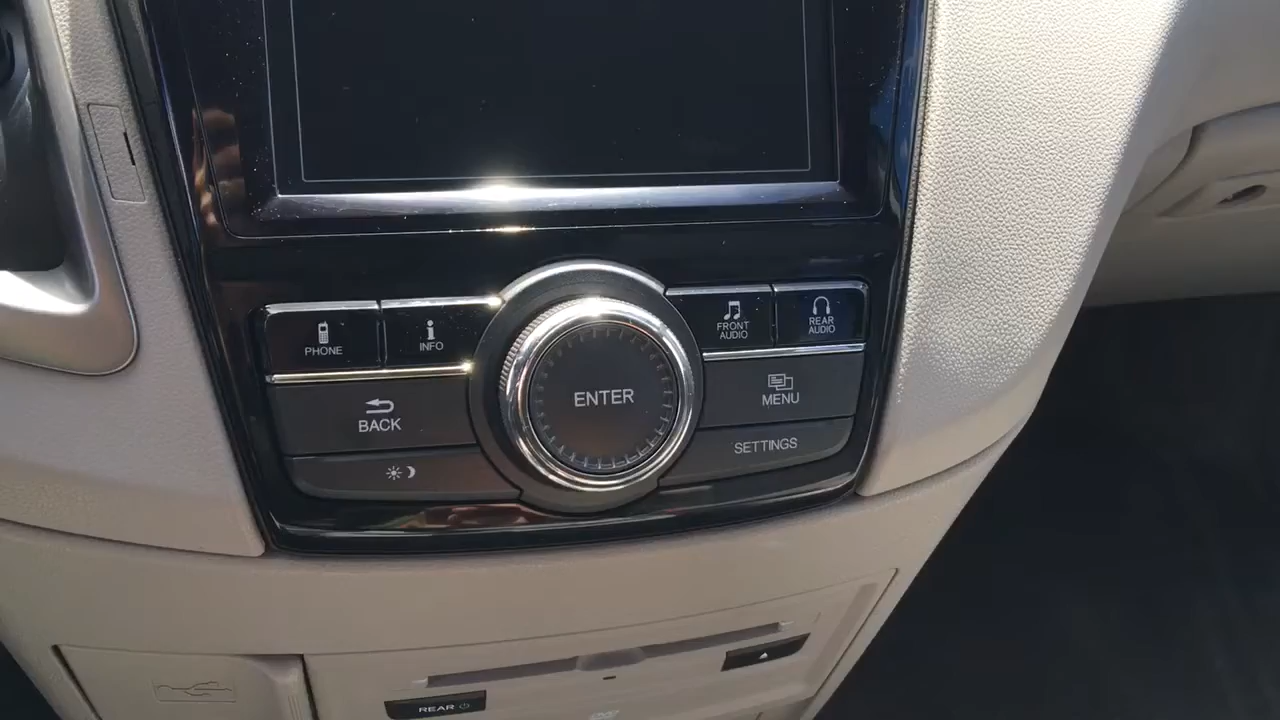 PHONE
INFO
FRONT
AUDIO
REAR
AUDIO
BACK
ENTER
MENU
SETTINGS
REAR